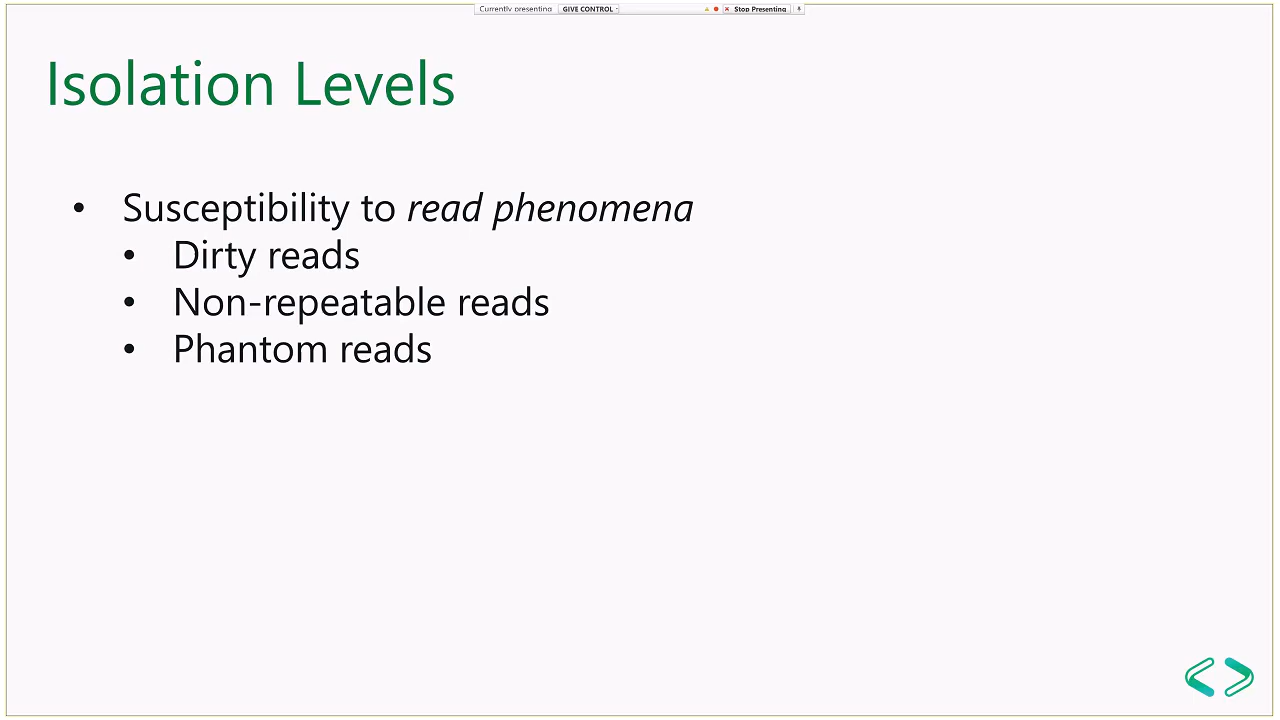 Currently presenting GIVE CONTROL Stop Presenting
Isolation Levels
• Susceptibility to read phenomena
• Dirty reads
• Non-repeatable reads
• Phantom reads